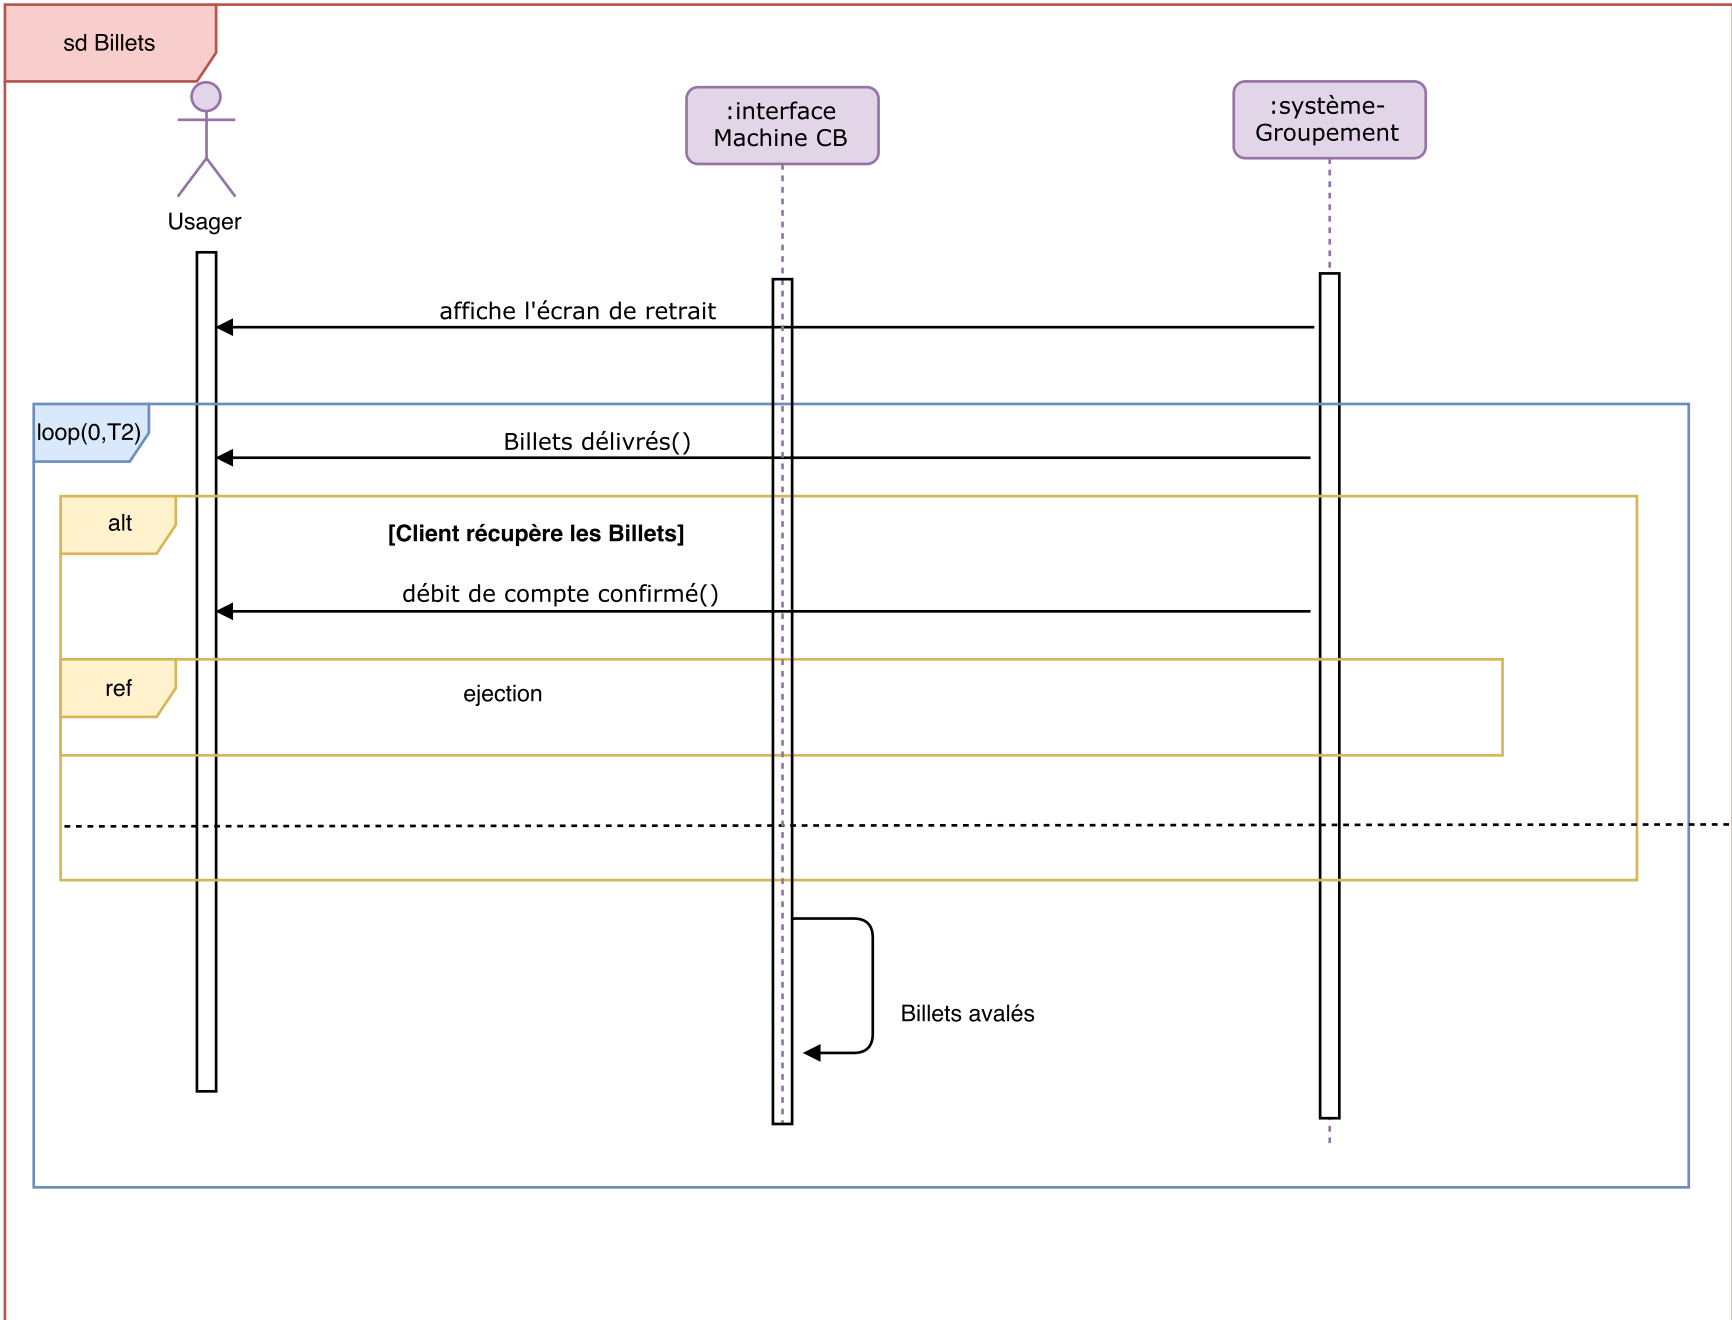 sd Billets
:interface
Machine CB
:système-
Groupement
Usager
affiche l'écran de retrait
loop(0,T2)
Billets délivrés()
alt
[Client récupère les Billets]
débit de compte confirmé()
ref
ejection
Billets avalés